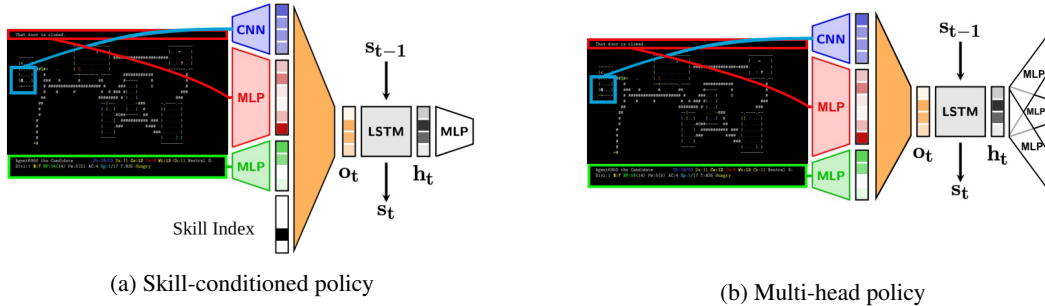 That door is closed.
CNN
MLP
MLP
Skill Index
s_{t−1}
LSTM
MLP
o_t
h_t
s_t
(a) Skill-conditioned policy
That door is closed.
CNN
MLP
MLP
s_{t−1}
LSTM
MLP
MLP
MLP
o_t
h_t
s_t
(b) Multi-head policy